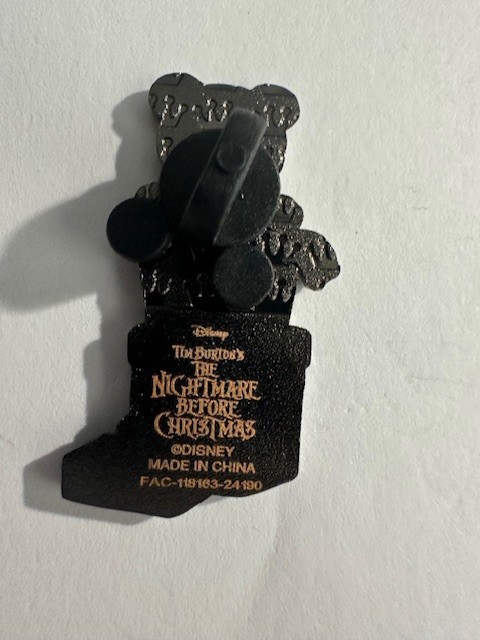 Disney
TIM BURTON'S
THE
NIGHTMARE
BEFORE
CHRISTMAS
©DISNEY
MADE IN CHINA
FAC-118163-24190